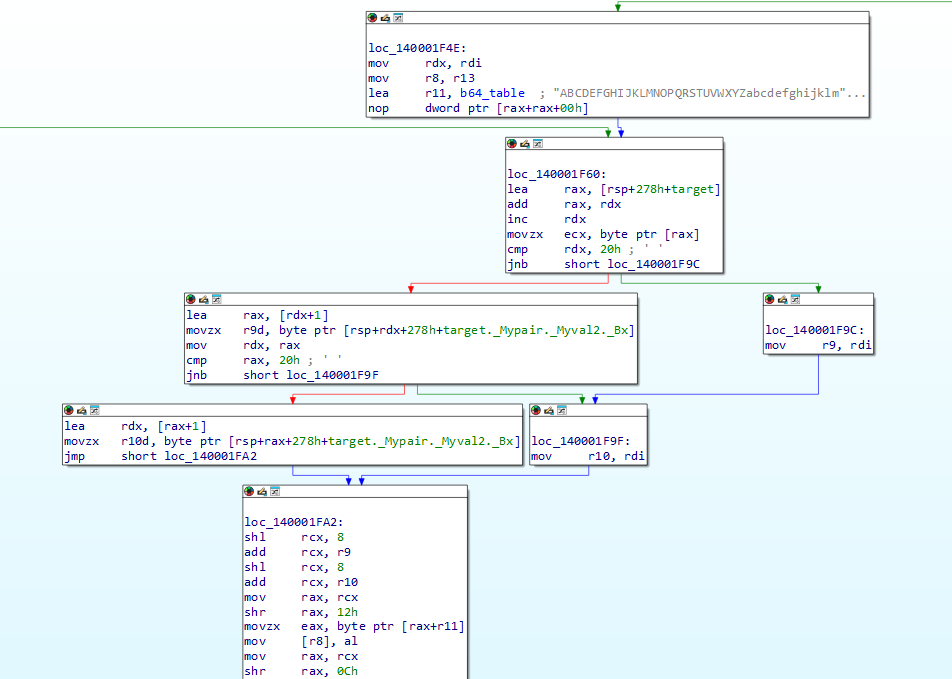 loc_140001F4E:
mov rdx, rdi
mov r8, r13
lea r11, b64_table ; "ABCDEFGHIJKLMNOPQRSTUVWXYZabcdefghijklm"...
nop dword ptr [rax+rax+00h]
loc_140001F60:
lea rax, [rsp+278h+target]
add rax, rdx
inc rdx
movzx ecx, byte ptr [rax]
cmp rdx, 20h ; ' '
jnb short loc_140001F9C
lea rax, [rdx+1]
movzx r9d, byte ptr [rsp+rdx+278h+target._Mypair._Myval2._Bx]
mov rdx, rax
cmp rax, 20h ; ' '
jnb short loc_140001F9F
loc_140001F9C:
mov r9, rdi
lea rdx, [rax+1]
movzx r10d, byte ptr [rsp+rax+278h+target._Mypair._Myval2._Bx]
jmp short loc_140001FA2
loc_140001F9F:
mov r10, rdi
loc_140001FA2:
shl rcx, 8
add rcx, r9
shl rcx, 8
add rcx, r10
mov rax, rcx
shr rax, 12h
movzx eax, byte ptr [rax+r11]
mov [r8], al
mov rax, rcx
shr rax, 0Ch